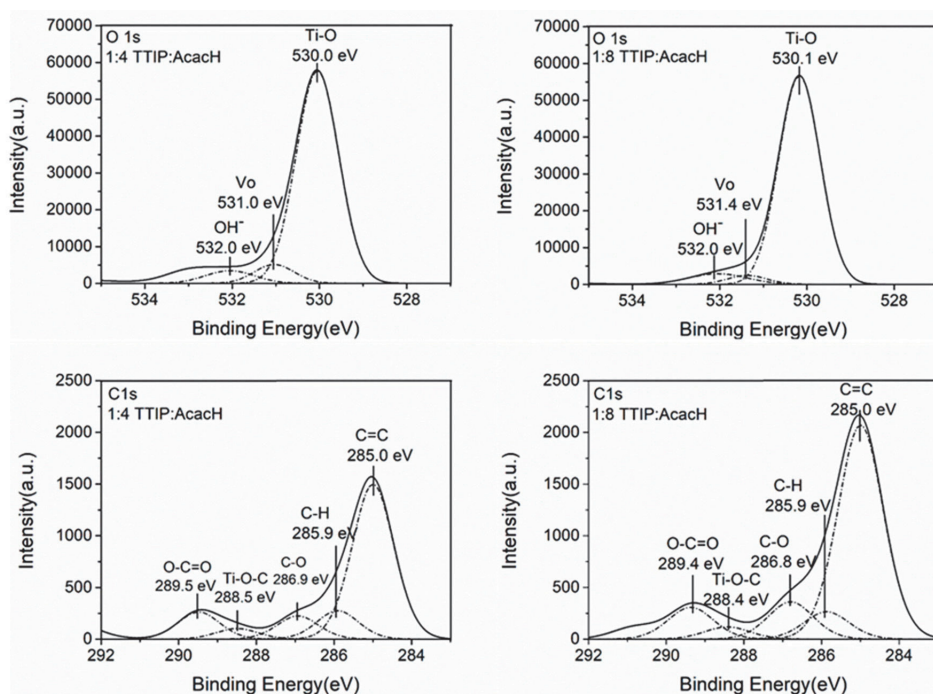 70000
60000
50000
40000
30000
20000
10000
0
O 1s
1:4 TTIP:AcacH
Ti-O
530.0 eV
Vo
531.0 eV
OH⁻
532.0 eV
534
532
530
528
Intensity(a.u.)
Binding Energy(eV)
70000
60000
50000
40000
30000
20000
10000
0
O 1s
1:8 TTIP:AcacH
Ti-O
530.1 eV
Vo
531.4 eV
OH⁻
532.0 eV
534
532
530
528
Intensity(a.u.)
Binding Energy(eV)
2500
2000
1500
1000
500
0
C1s
1:4 TTIP:AcacH
C=C
285.0 eV
C-H
285.9 eV
C-O
286.9 eV
O-C=O
289.5 eV
Ti-O-C
288.5 eV
292
290
288
286
284
Intensity(a.u.)
Binding Energy(eV)
2500
2000
1500
1000
500
0
C1s
1:8 TTIP:AcacH
C=C
285.0 eV
C-H
285.9 eV
C-O
286.8 eV
O-C=O
289.4 eV
Ti-O-C
288.4 eV
292
290
288
286
284
Intensity(a.u.)
Binding Energy(eV)